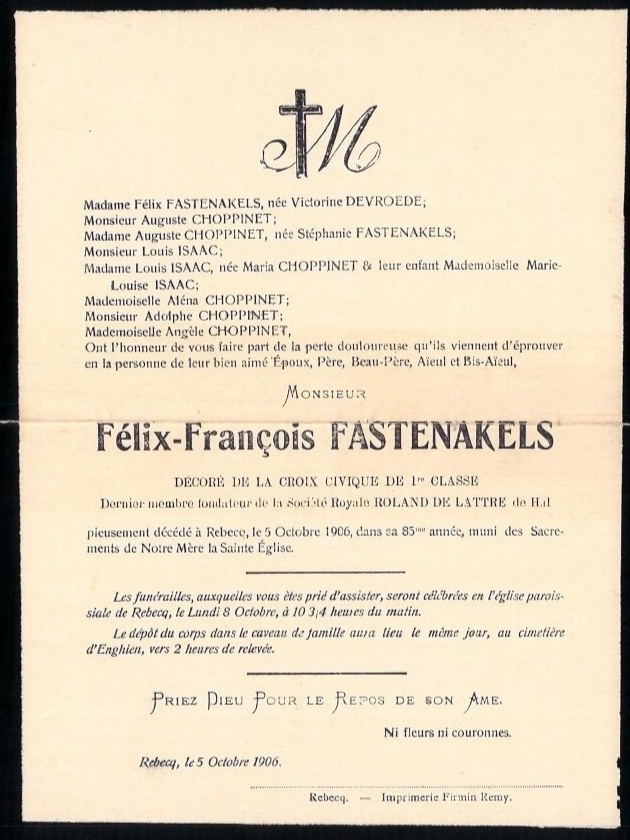 M
Madame Félix FASTENAKELS, née Victorine DEVROEDE;
Monsieur Auguste CHOPPINET;
Madame Auguste CHOPPINET, née Stéphanie FASTENAKELS;
Monsieur Louis ISAAC;
Madame Louis ISAAC, née Maria CHOPPINET & leur enfant Mademoiselle Marie-
Louise ISAAC;
Mademoiselle Aléna CHOPPINET;
Monsieur Adolphe CHOPPINET;
Mademoiselle Angèle CHOPPINET,
Ont l'honneur de vous faire part de la perte douloureuse qu'ils viennent d'éprouver
en la personne de leur bien aimé Époux, Père, Beau-Père, Aïeul et Bis-Aïeul,
MONSIEUR
Félix-François FASTENAKELS
DÉCORÉ DE LA CROIX CIVIQUE DE 1re CLASSE
Dernier membre fondateur de la Société Royale ROLAND DE LATTRE de Hal
pieusement décédé à Rebecq, le 5 Octobre 1906, dans sa 85me année, muni des Sacre-
ments de Notre Mère la Sainte Église.
Les funérailles, auxquelles vous êtes prié d'assister, seront célébrées en l'église parois-
siale de Rebecq, le Lundi 8 Octobre, à 10 3/4 heures du matin.
Le dépôt du corps dans le caveau de famille aura lieu le même jour, au cimetière
d'Enghien, vers 2 heures de relevée.
PRIEZ DIEU POUR LE REPOS DE SON AME.
Ni fleurs ni couronnes.
Rebecq, le 5 Octobre 1906.
Rebecq. — Imprimerie Firmin Remy.